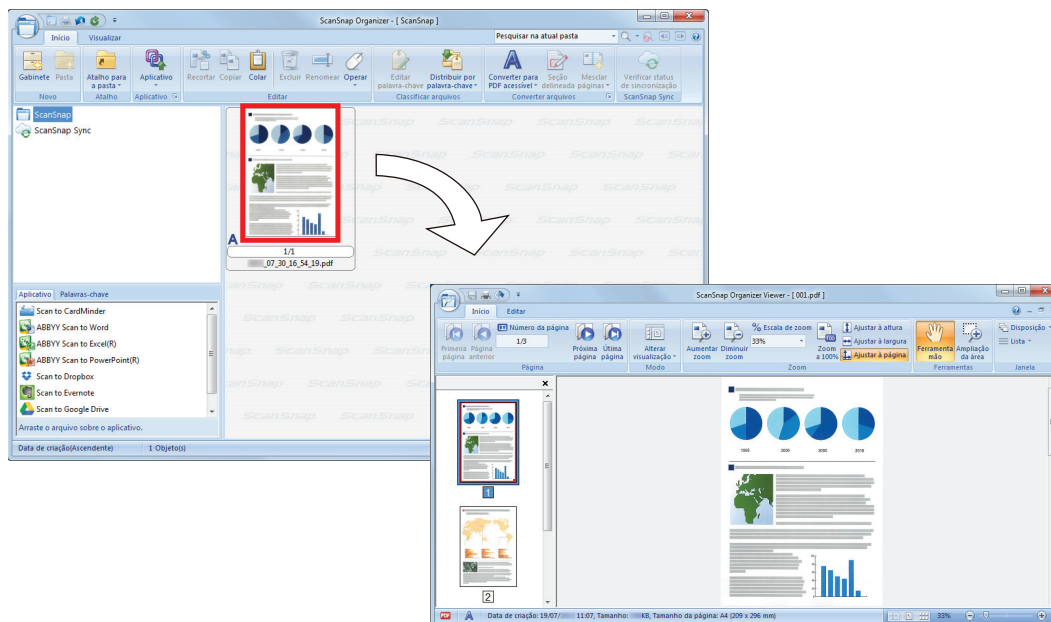 ScanSnap Organizer - [ ScanSnap ]
Início Visualizar
Pesquisar na atual pasta
Gabinete Pasta
Novo
Atalho para a pasta
Atalho
Aplicativo
Aplicativo
Recortar Copiar Colar Excluir Renomear Operar
Editar
Editar palavra-chave
Distribuir por palavra-chave
Classificar arquivos
Converter para PDF acessível
Seção delineada
Mesclar páginas
Converter arquivos
Verificar status de sincronização
ScanSnap Sync
ScanSnap
ScanSnap Sync
A
1/1
_07_30_16_54_19.pdf
Aplicativo Palavras-chave
Scan to CardMinder
ABBYY Scan to Word
ABBYY Scan to Excel(R)
ABBYY Scan to PowerPoint(R)
Scan to Dropbox
Scan to Evernote
Scan to Google Drive
Arraste o arquivo sobre o aplicativo.
Data de criação(Ascendente) 1 Objeto(s)
ScanSnap Organizer Viewer - [ 001.pdf ]
Início Editar
Primeira página
Página anterior
Número da página
1/3
Próxima página
Útima página
Página
Alterar visualização
Modo
Aumentar zoom
Diminuir zoom
% Escala de zoom
33%
Zoom a 100%
Ajustar à altura
Ajustar à largura
Ajustar à página
Zoom
Ferramenta mão
Ampliação da área
Ferramentas
Disposição
Lista
Janela
1
2
1990 2000 2005 2010
Data de criação: 19/07/ 11:07, Tamanho: KB, Tamanho da página: A4 (209 x 296 mm)
33%